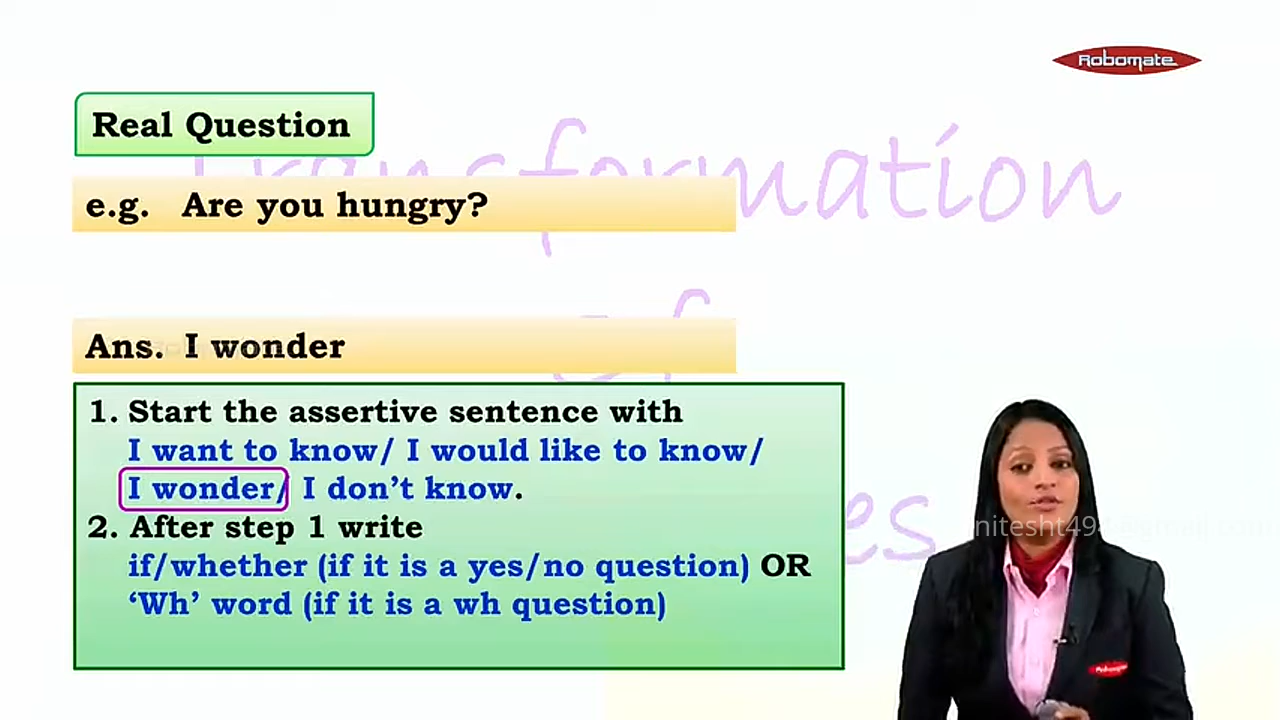 Robomate
Real Question
Transformation
e.g. Are you hungry?
of
Ans. I wonder
1. Start the assertive sentence with
I want to know/ I would like to know/
I wonder/ I don't know.
2. After step 1 write
if/whether (if it is a yes/no question) OR
‘Wh’ word (if it is a wh question)